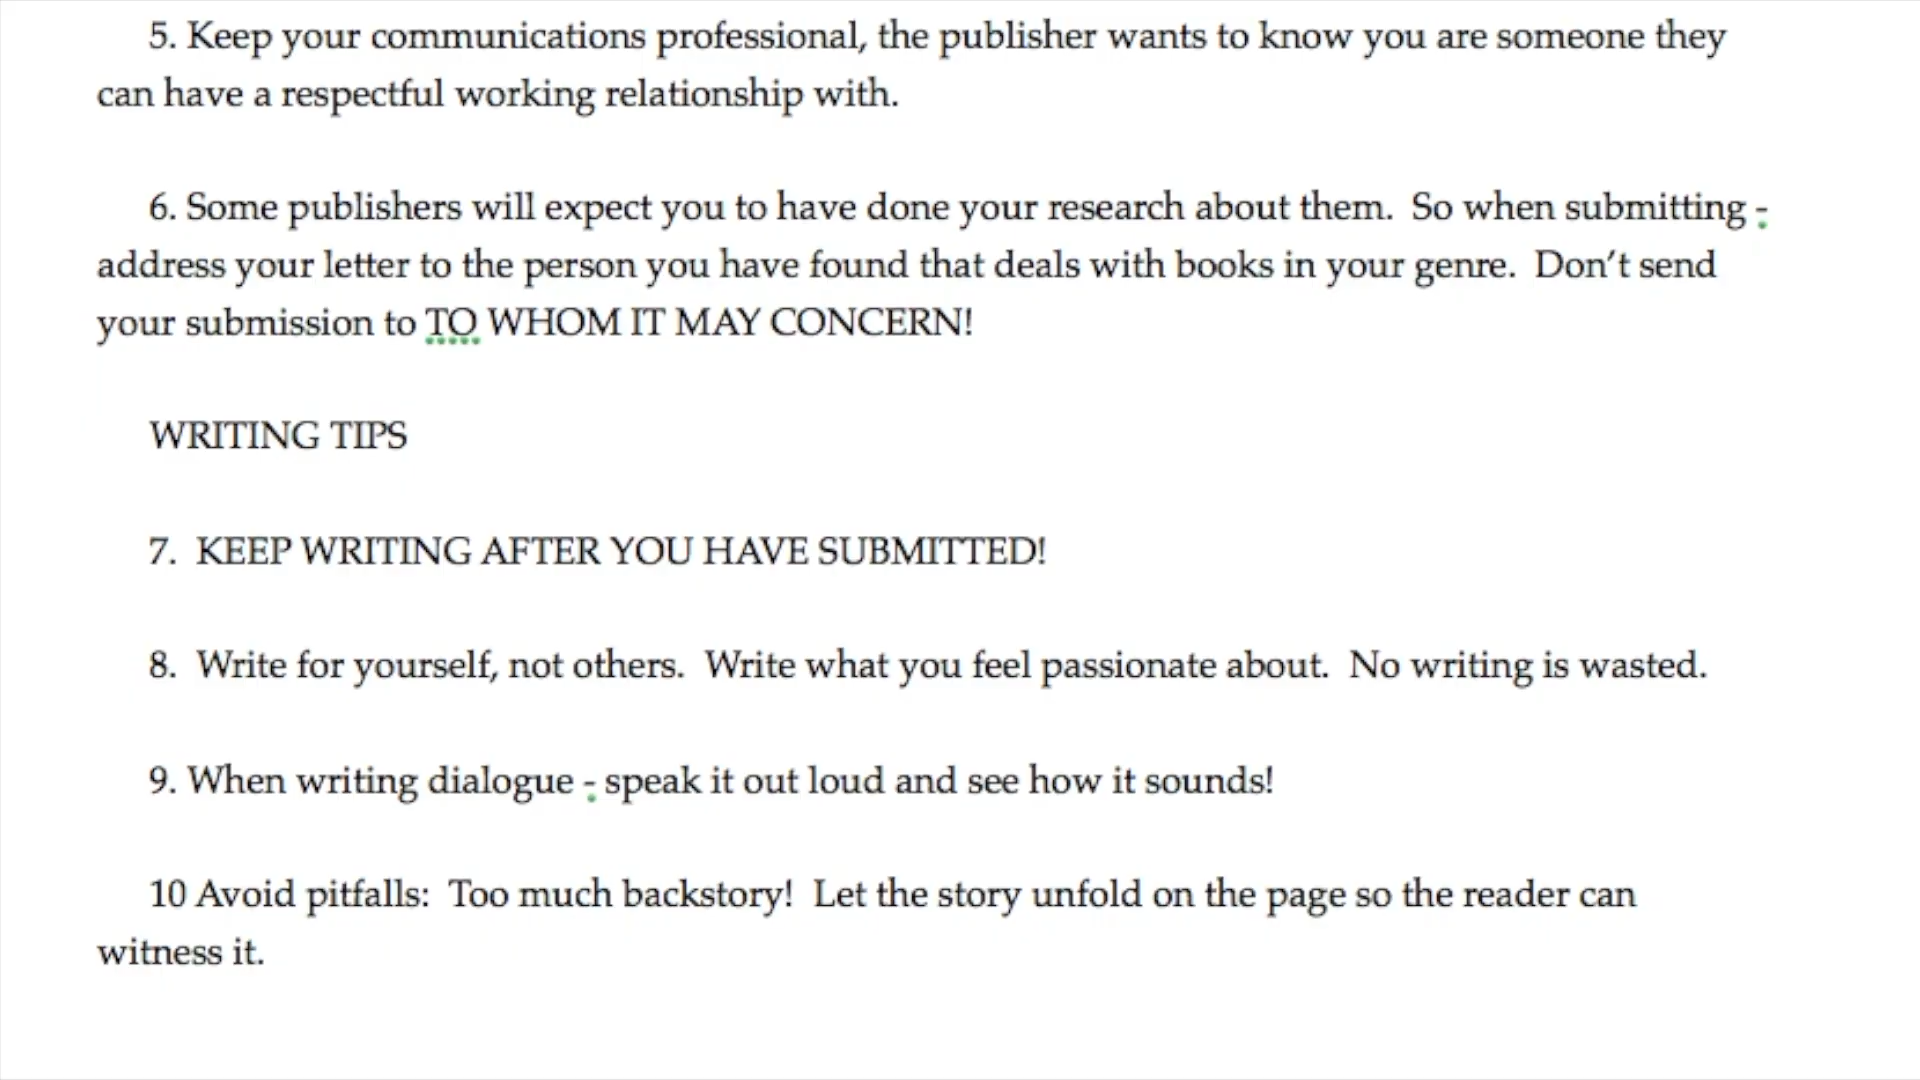 5. Keep your communications professional, the publisher wants to know you are someone they
can have a respectful working relationship with.
6. Some publishers will expect you to have done your research about them.  So when submitting -
address your letter to the person you have found that deals with books in your genre.  Don’t send
your submission to TO WHOM IT MAY CONCERN!
WRITING TIPS
7.  KEEP WRITING AFTER YOU HAVE SUBMITTED!
8.  Write for yourself, not others.  Write what you feel passionate about.  No writing is wasted.
9. When writing dialogue - speak it out loud and see how it sounds!
10 Avoid pitfalls:  Too much backstory!  Let the story unfold on the page so the reader can
witness it.